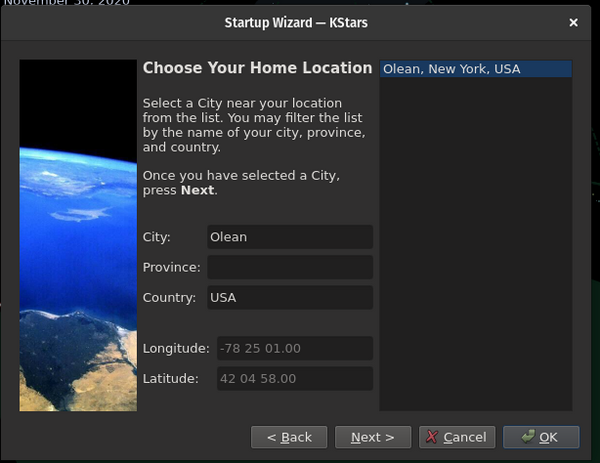 November 30, 2020
Startup Wizard — KStars
Choose Your Home Location
Select a City near your location
from the list. You may filter the list
by the name of your city, province,
and country.
Once you have selected a City,
press Next.
City: Olean
Province:
Country: USA
Longitude: -78 25 01.00
Latitude: 42 04 58.00
Olean, New York, USA
< Back
Next >
Cancel
OK